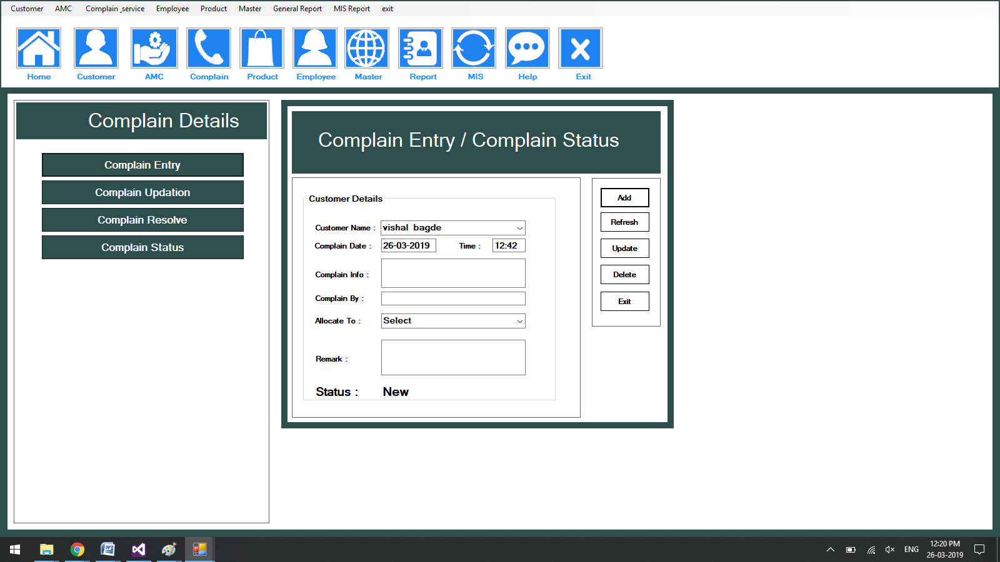 Customer AMC Complain_service Employee Product Master General Report MIS Report exit
Home Customer AMC Complain Product Employee Master Report MIS Help Exit
Complain Details
Complain Entry
Complain Updation
Complain Resolve
Complain Status
Complain Entry / Complain Status
Customer Details
Customer Name : vishal bagde
Complain Date : 26-03-2019 Time : 12:42
Complain Info :
Complain By :
Allocate To : Select
Remark :
Status : New
Add
Refresh
Update
Delete
Exit
ENG
12:20 PM
26-03-2019